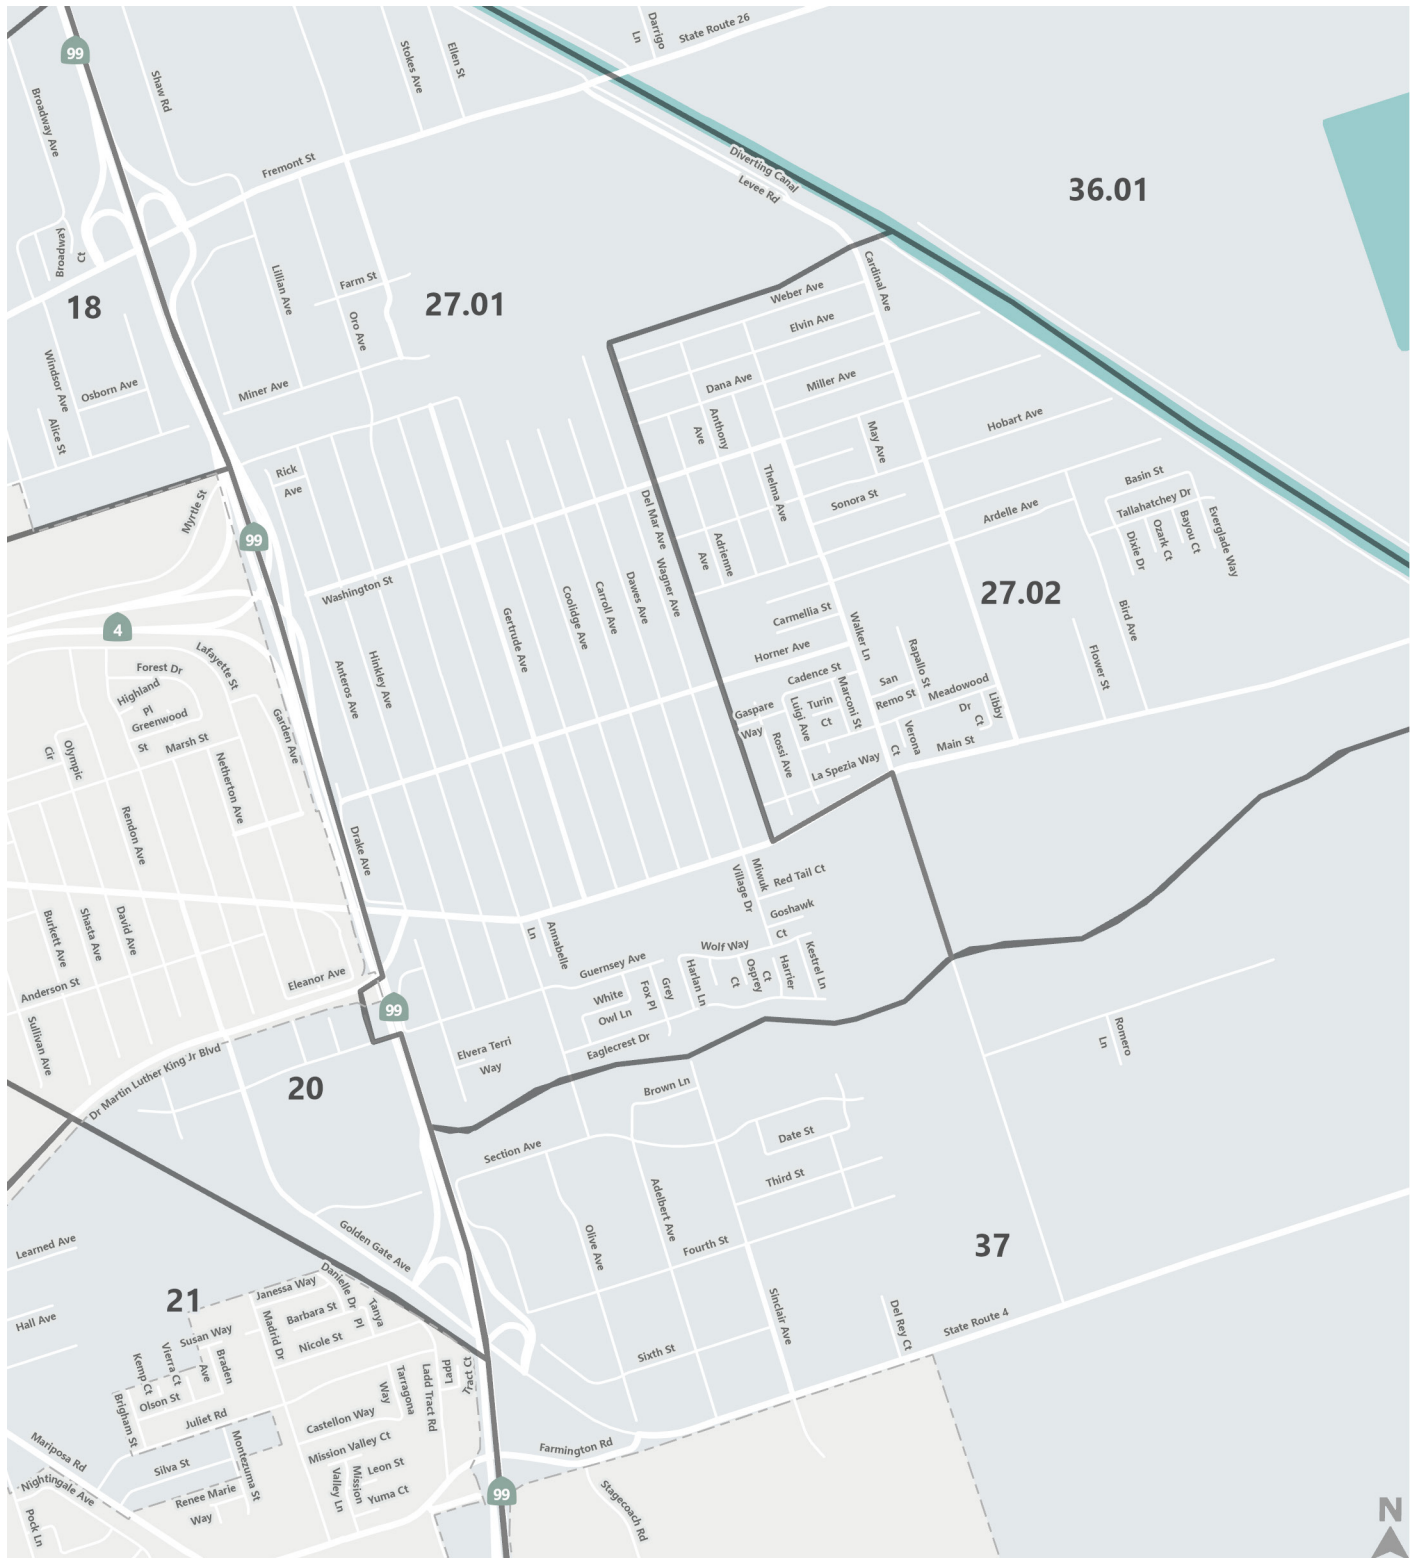 Darrigo
Ln
State Route 26
99
Shaw Rd
Stokes Ave
Ellen St
Broadway Ave
Fremont St
Diverting Canal
Levee Rd
36.01
Broadway
Ct
18
Lillian Ave
Farm St
27.01
Oro Ave
Cardinal Ave
Weber Ave
Elvin Ave
Windsor Ave
Osborn Ave
Miner Ave
Dana Ave
Miller Ave
Alice St
Anthony
Ave
May Ave
Hobart Ave
Rick
Ave
Myrtle St
Thelma Ave
Sonora St
Ardelle Ave
Basin St
Tallahatchey Dr
Dixie Dr
Ozark Ct
Bayou Ct
Everglade Way
99
Del Mar Ave
Adrienne
Ave
Washington St
Wagner Ave
Dawes Ave
Carroll Ave
Coolidge Ave
Gertrude Ave
27.02
Carmellia St
Walker Ln
Bird Ave
4
Horner Ave
Flower St
Forest Dr
Lafayette St
Highland
Pl
Greenwood
St
Marsh St
Anteros Ave
Hinkley Ave
Cadence St
Rapallo St
San
Remo St
Meadowood
Dr
Libby
Ct
Gaspare
Way
Luigi Ave
Turin
Ct
Marconi St
Garden Ave
Olympic
Cir
Netherton Ave
Rossi Ave
La Spezia Way
Verona
Ct
Main St
Rendon Ave
Drake Ave
Village Dr
Miwuk
Red Tail Ct
Goshawk
Ct
Burkett Ave
Shasta Ave
David Ave
Annabelle
Ln
Wolf Way
Kestrel Ln
Guernsey Ave
Harlan Ln
Osprey
Ct
Harrier
Ct
Eleanor Ave
Anderson St
White
Owl Ln
Grey
Fox Pl
99
Sullivan Ave
Elvera Terri
Way
Eaglecrest Dr
Romero
Ln
Dr Martin Luther King Jr Blvd
20
Brown Ln
Section Ave
Date St
Third St
Adelbert Ave
Golden Gate Ave
Olive Ave
Fourth St
37
Learned Ave
21
Danielle Dr
Janessa Way
Barbara St
Tanya
Pl
Hall Ave
Susan Way
Madrid Dr
Nicole St
Sinclair Ave
Del Rey Ct
State Route 4
Kemp Ct
Vierra Ct
Braden
Ave
Sixth St
Ladd
Tract Ct
Tarragona
Way
Ladd Tract Rd
Olson St
Brigham St
Juliet Rd
Castellon Way
Mariposa Rd
Montezuma St
Mission Valley Ct
Farmington Rd
Silva St
Leon St
Mission
Valley Ln
Nightingale Ave
Renee Marie
Way
Yuma Ct
99
Stagecoach Rd
Pock Ln
N